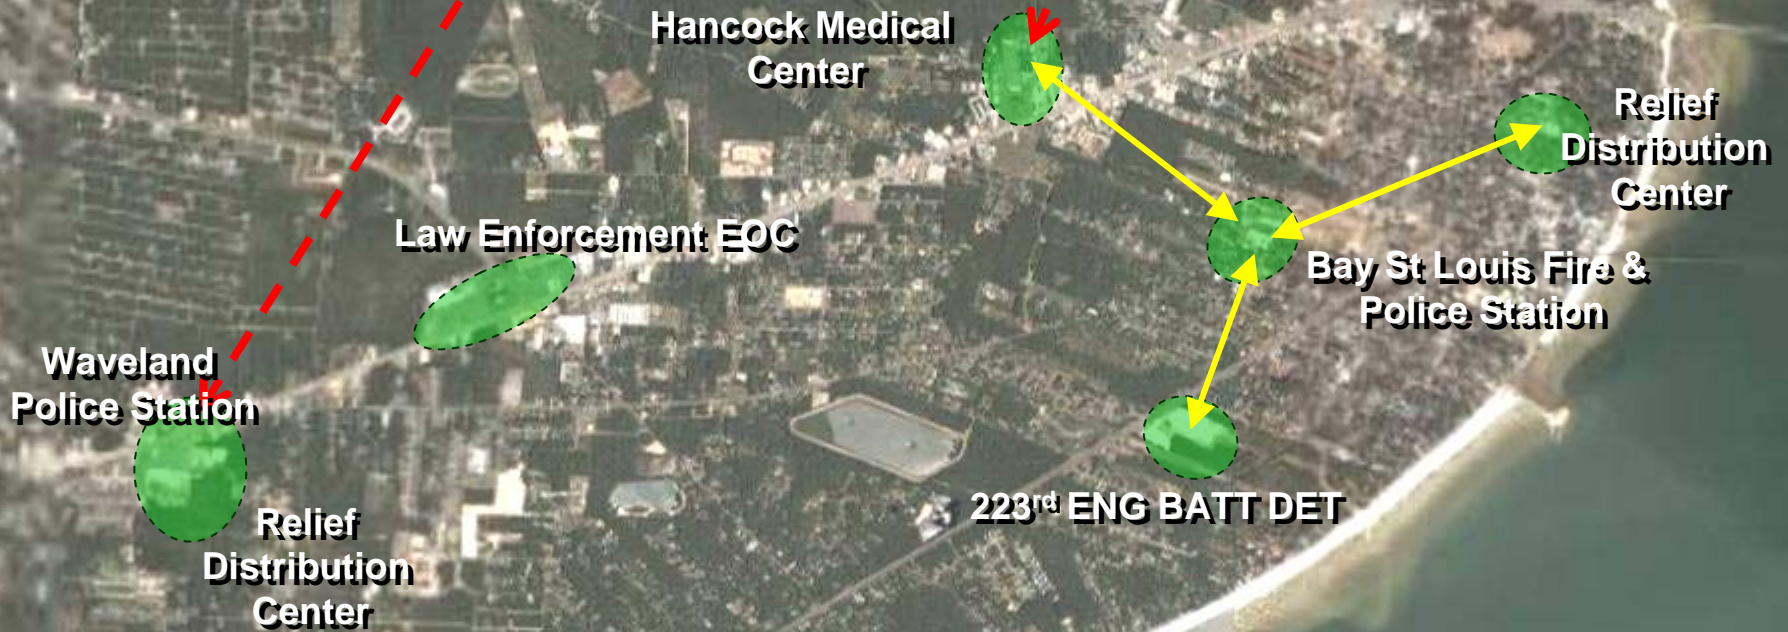 Hancock Medical
Center
Relief
Distribution
Center
Law Enforcement EOC
Bay St Louis Fire &
Police Station
Waveland
Police Station
223rd ENG BATT DET
Relief
Distribution
Center